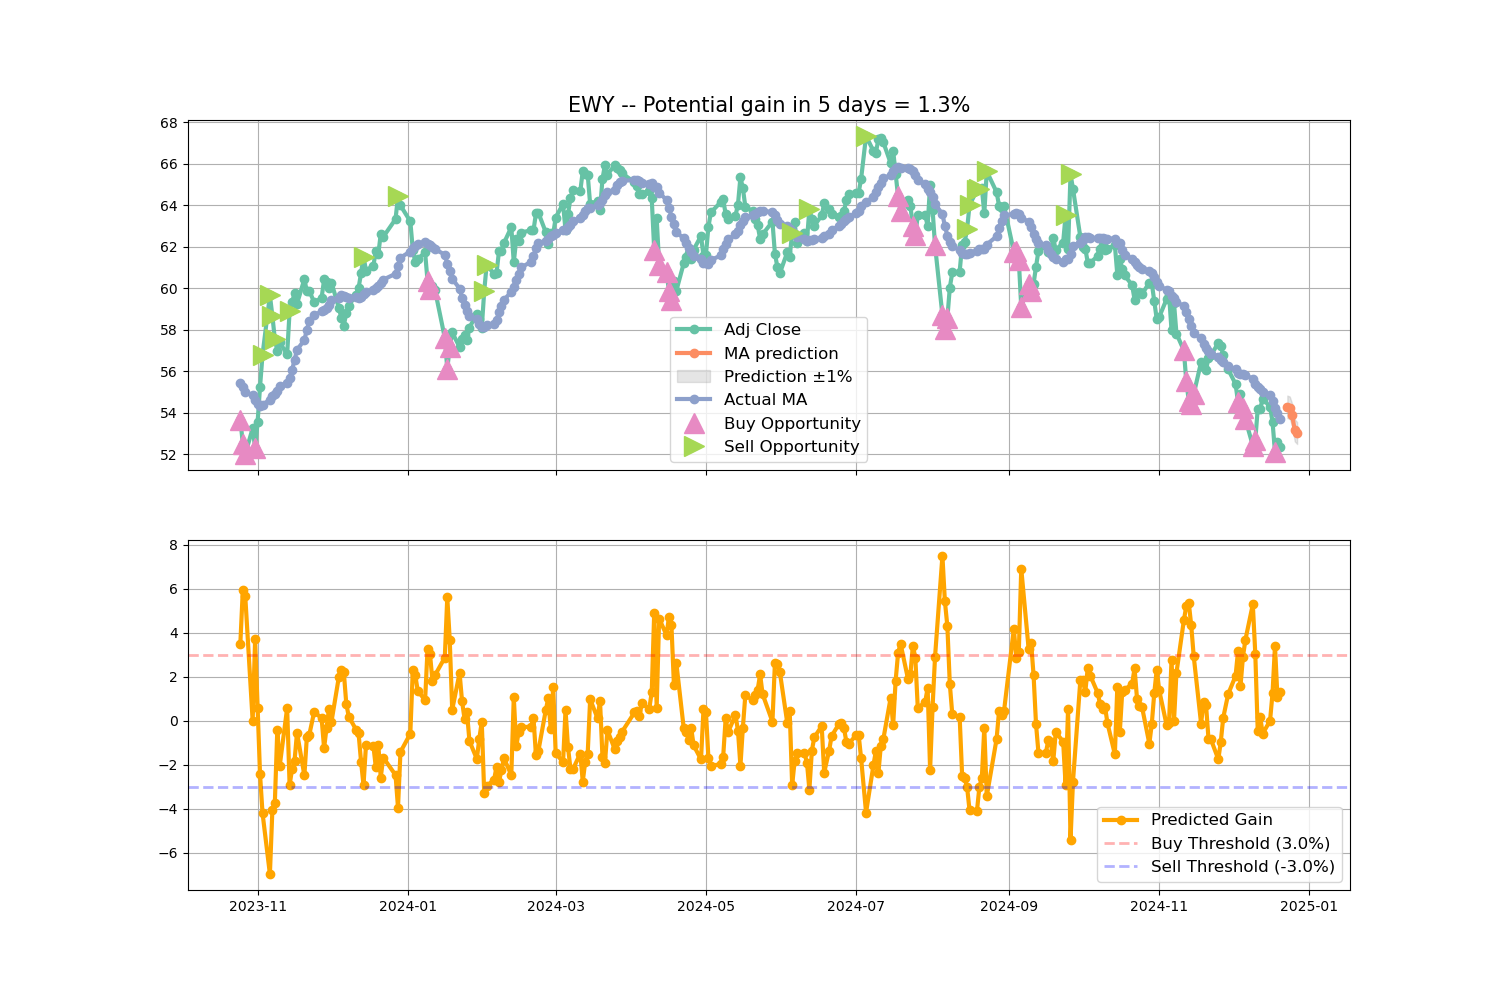 EWY -- Potential gain in 5 days = 1.3%
68
66
64
62
60
58
56
54
52
Adj Close
MA prediction
Prediction ±1%
Actual MA
Buy Opportunity
Sell Opportunity
8
6
4
2
0
−2
−4
−6
Predicted Gain
Buy Threshold (3.0%)
Sell Threshold (-3.0%)
2023-11
2024-01
2024-03
2024-05
2024-07
2024-09
2024-11
2025-01